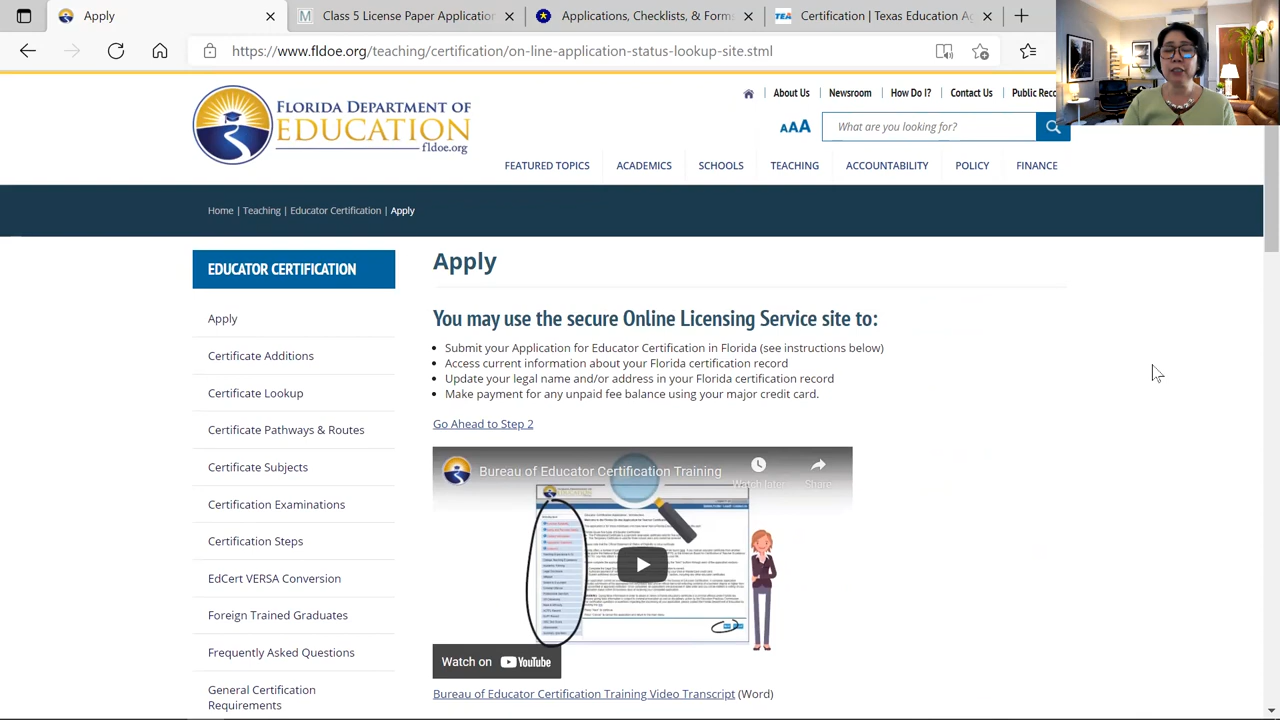 Apply
Class 5 License Paper Applicatio
Applications, Checklists, & Forms
TEA
Certification | Texas Education Ag
https://www.fldoe.org/teaching/certification/on-line-application-status-lookup-site.stml
FLORIDA DEPARTMENT OF
EDUCATION
fldoe.org
About Us
Newsroom
How Do I?
Contact Us
Public Reco
AAA
What are you looking for?
FEATURED TOPICS
ACADEMICS
SCHOOLS
TEACHING
ACCOUNTABILITY
POLICY
FINANCE
Home | Teaching | Educator Certification | Apply
EDUCATOR CERTIFICATION
Apply
Certificate Additions
Certificate Lookup
Certificate Pathways & Routes
Certificate Subjects
Certification Examinations
Certification Steps
EdCert VERSA Conversion
Foreign Trained Graduates
Frequently Asked Questions
General Certification
Requirements
Apply
You may use the secure Online Licensing Service site to:
• Submit your Application for Educator Certification in Florida (see instructions below)
• Access current information about your Florida certification record
• Update your legal name and/or address in your Florida certification record
• Make payment for any unpaid fee balance using your major credit card.
Go Ahead to Step 2
Bureau of Educator Certification Training
Watch later
Share
EDUCATION
Watch on YouTube
Bureau of Educator Certification Training Video Transcript (Word)